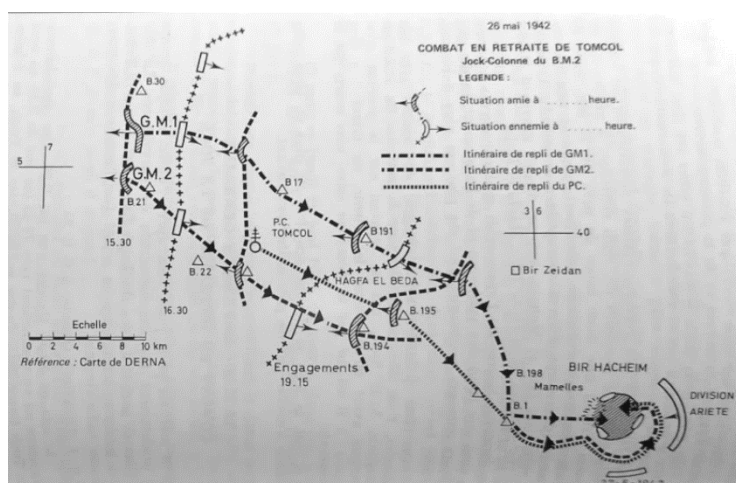 26 mai 1942
COMBAT EN RETRAITE DE TOMCOL
Jock-Colonne du B.M.2
LEGENDE :
Situation amie à ...... heure.
Situation ennemie à ...... heure.
Itinéraire de repli de GM1.
Itinéraire de repli de GM2.
Itinéraire de repli du PC.
B.30
G.M.1
5
7
G.M.2
B.21
B 17
3
6
40
15.30
P.C.
TOMCOL
B191
Bir Zeidan
B.22
HAGFA EL BEDA
16.30
B.195
Echelle
0 2 4 6 8 10 km
Référence : Carte de DERNA
B.194
Engagements
19.15
B.198
BIR HACHEIM
Mamelles
DIVISION
ARIETE
B.1